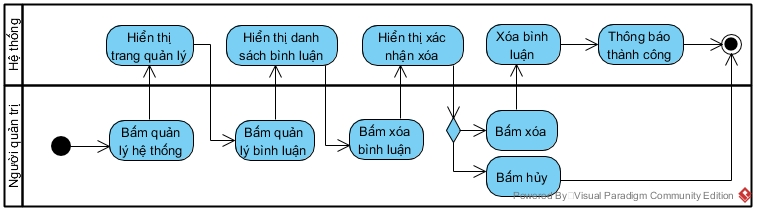 Hệ thống
Hiển thị
trang quản lý
Hiển thị danh
sách bình luận
Hiển thị xác
nhận xóa
Xóa bình
luận
Thông báo
thành công
Người quản trị
Bấm quản
lý hệ thống
Bấm quản
lý bình luận
Bấm xóa
bình luận
Bấm xóa
Bấm hủy
Powered By Visual Paradigm Community Edition